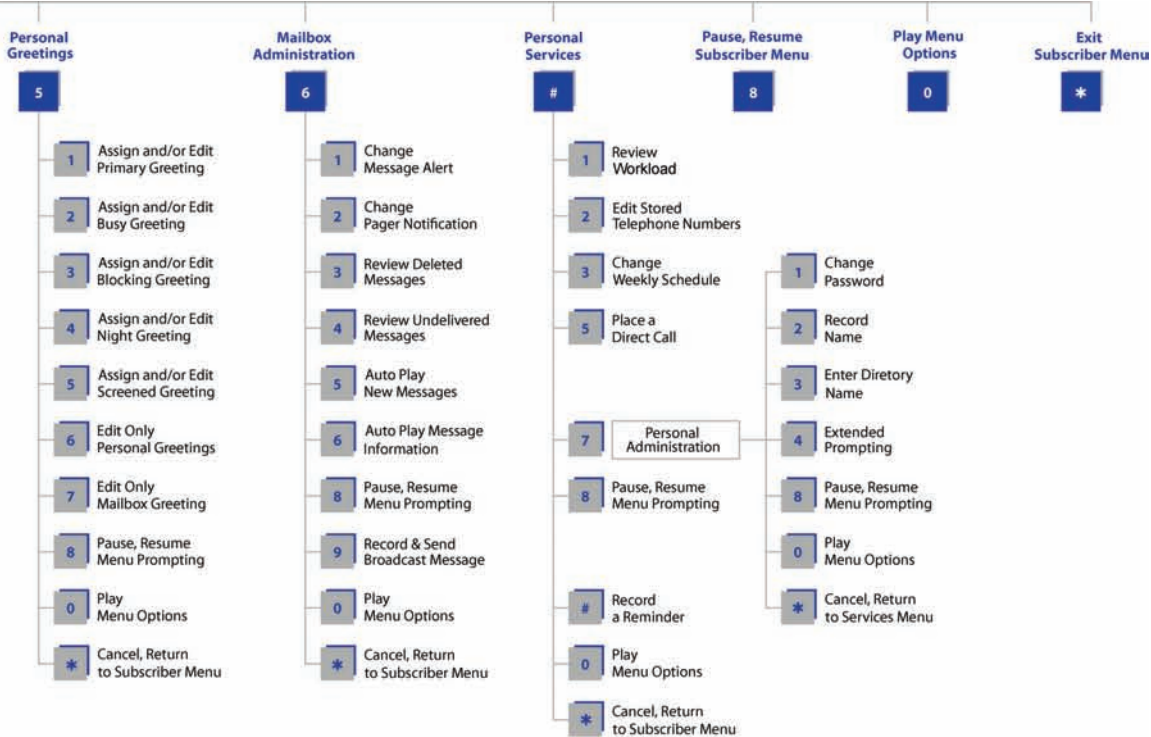 Personal
Greetings
5
1
Assign and/or Edit
Primary Greeting
2
Assign and/or Edit
Busy Greeting
3
Assign and/or Edit
Blocking Greeting
4
Assign and/or Edit
Night Greeting
5
Assign and/or Edit
Screened Greeting
6
Edit Only
Personal Greetings
7
Edit Only
Mailbox Greeting
8
Pause, Resume
Menu Prompting
0
Play
Menu Options
*
Cancel, Return
to Subscriber Menu
Mailbox
Administration
6
1
Change
Message Alert
2
Change
Pager Notification
3
Review Deleted
Messages
4
Review Undelivered
Messages
5
Auto Play
New Messages
6
Auto Play Message
Information
8
Pause, Resume
Menu Prompting
9
Record & Send
Broadcast Message
0
Play
Menu Options
*
Cancel, Return
to Subscriber Menu
Personal
Services
#
1
Review
Workload
2
Edit Stored
Telephone Numbers
3
Change
Weekly Schedule
5
Place a
Direct Call
7
Personal
Administration
8
Pause, Resume
Menu Prompting
#
Record
a Reminder
0
Play
Menu Options
*
Cancel, Return
to Subscriber Menu
1
Change
Password
2
Record
Name
3
Enter Diretory
Name
4
Extended
Prompting
8
Pause, Resume
Menu Prompting
0
Play
Menu Options
*
Cancel, Return
to Services Menu
Pause, Resume
Subscriber Menu
8
Play Menu
Options
0
Exit
Subscriber Menu
*